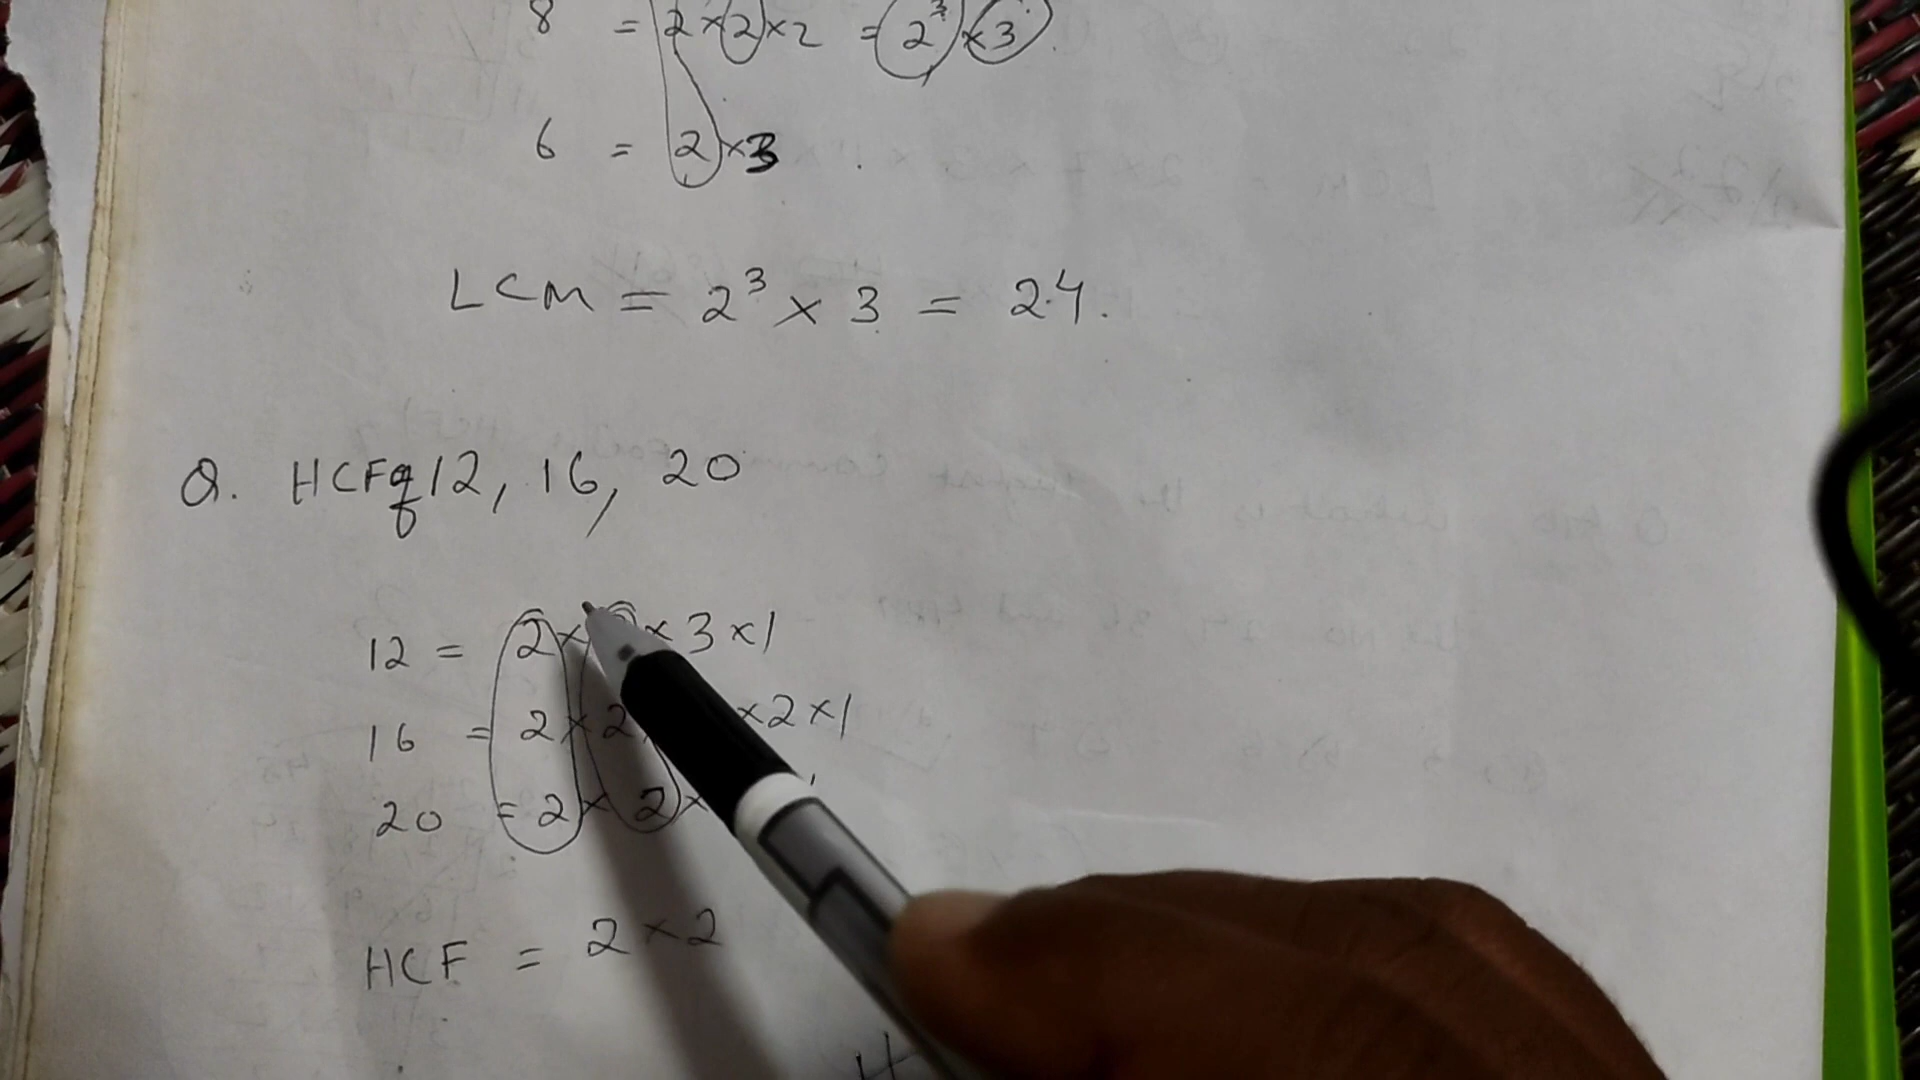 8 = 2×2×2 = 2³×3
6 = 2×3
LCM = 2³ × 3 = 24.
Q. HCF of 12, 16, 20
12 = 2× ×3×1
16 = 2×2 ×2×1
20 = 2×2×
HCF = 2×2